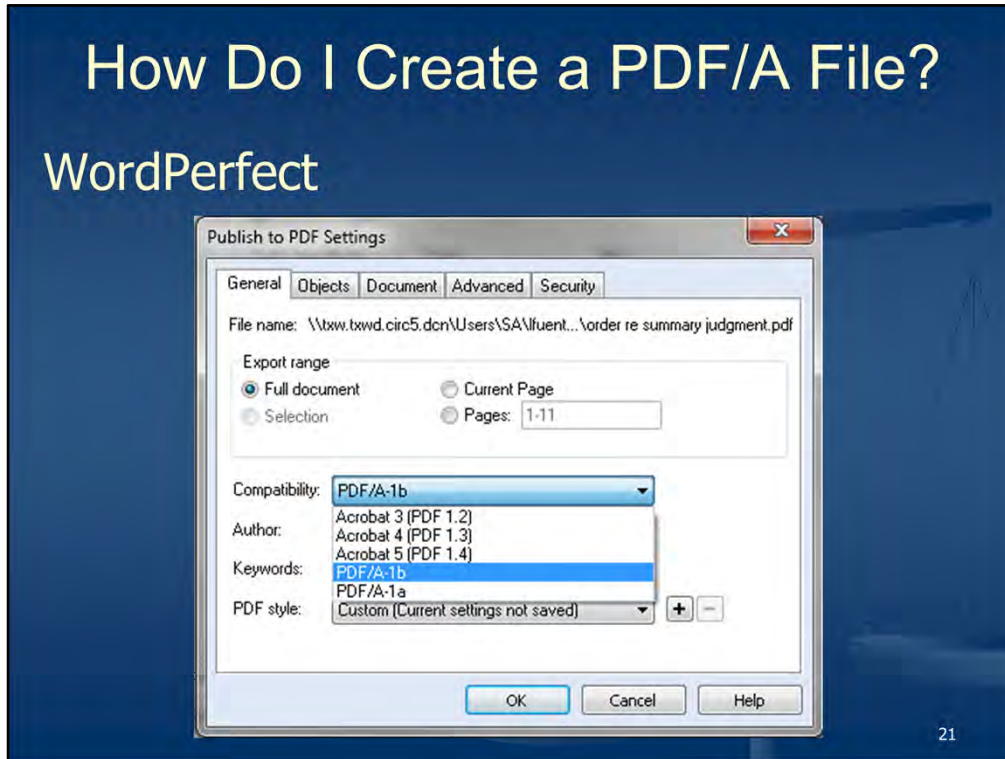 How Do I Create a PDF/A File?
WordPerfect
Publish to PDF Settings
General Objects Document Advanced Security
File name: \\txw.txwd.circ5.dcn\Users\SA\lfuent...\order re summary judgment.pdf
Export range
Full document Current Page
Selection Pages: 1-11
Compatibility: PDF/A-1b
Acrobat 3 (PDF 1.2)
Author: Acrobat 4 (PDF 1.3)
Acrobat 5 (PDF 1.4)
Keywords: PDF/A-1b
PDF/A-1a
PDF style: Custom (Current settings not saved) + −
OK Cancel Help
21